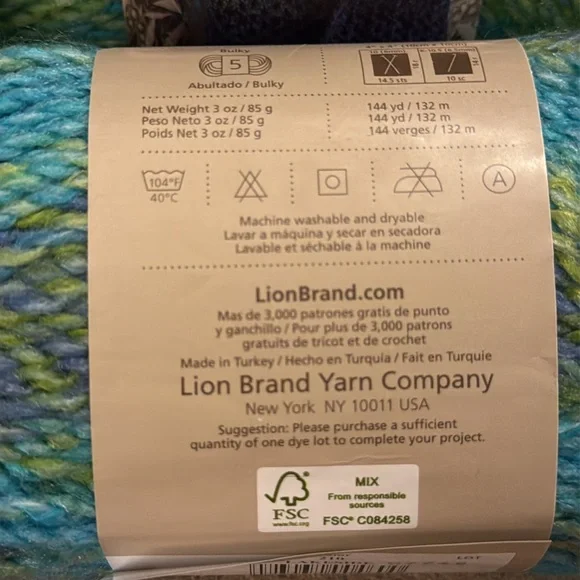 Bulky
5
Abultado / Bulky
14.5 sts
10 sc
Net Weight 3 oz / 85 g
Peso Neto 3 oz / 85 g
Poids Net 3 oz / 85 g
144 yd / 132 m
144 yd / 132 m
144 verges / 132 m
104°F
40°C
A
Machine washable and dryable
Lavar a máquina y secar en secadora
Lavable et séchable à la machine
LionBrand.com
Mas de 3,000 patrones gratis de punto
y ganchillo / Pour plus de 3,000 patrons
gratuits de tricot et de crochet
Made in Turkey / Hecho en Turquia / Fait en Turquie
Lion Brand Yarn Company
New York NY 10011 USA
Suggestion: Please purchase a sufficient
quantity of one dye lot to complete your project.
FSC
www.fsc.org
MIX
From responsible
sources
FSC® C084258
LOT